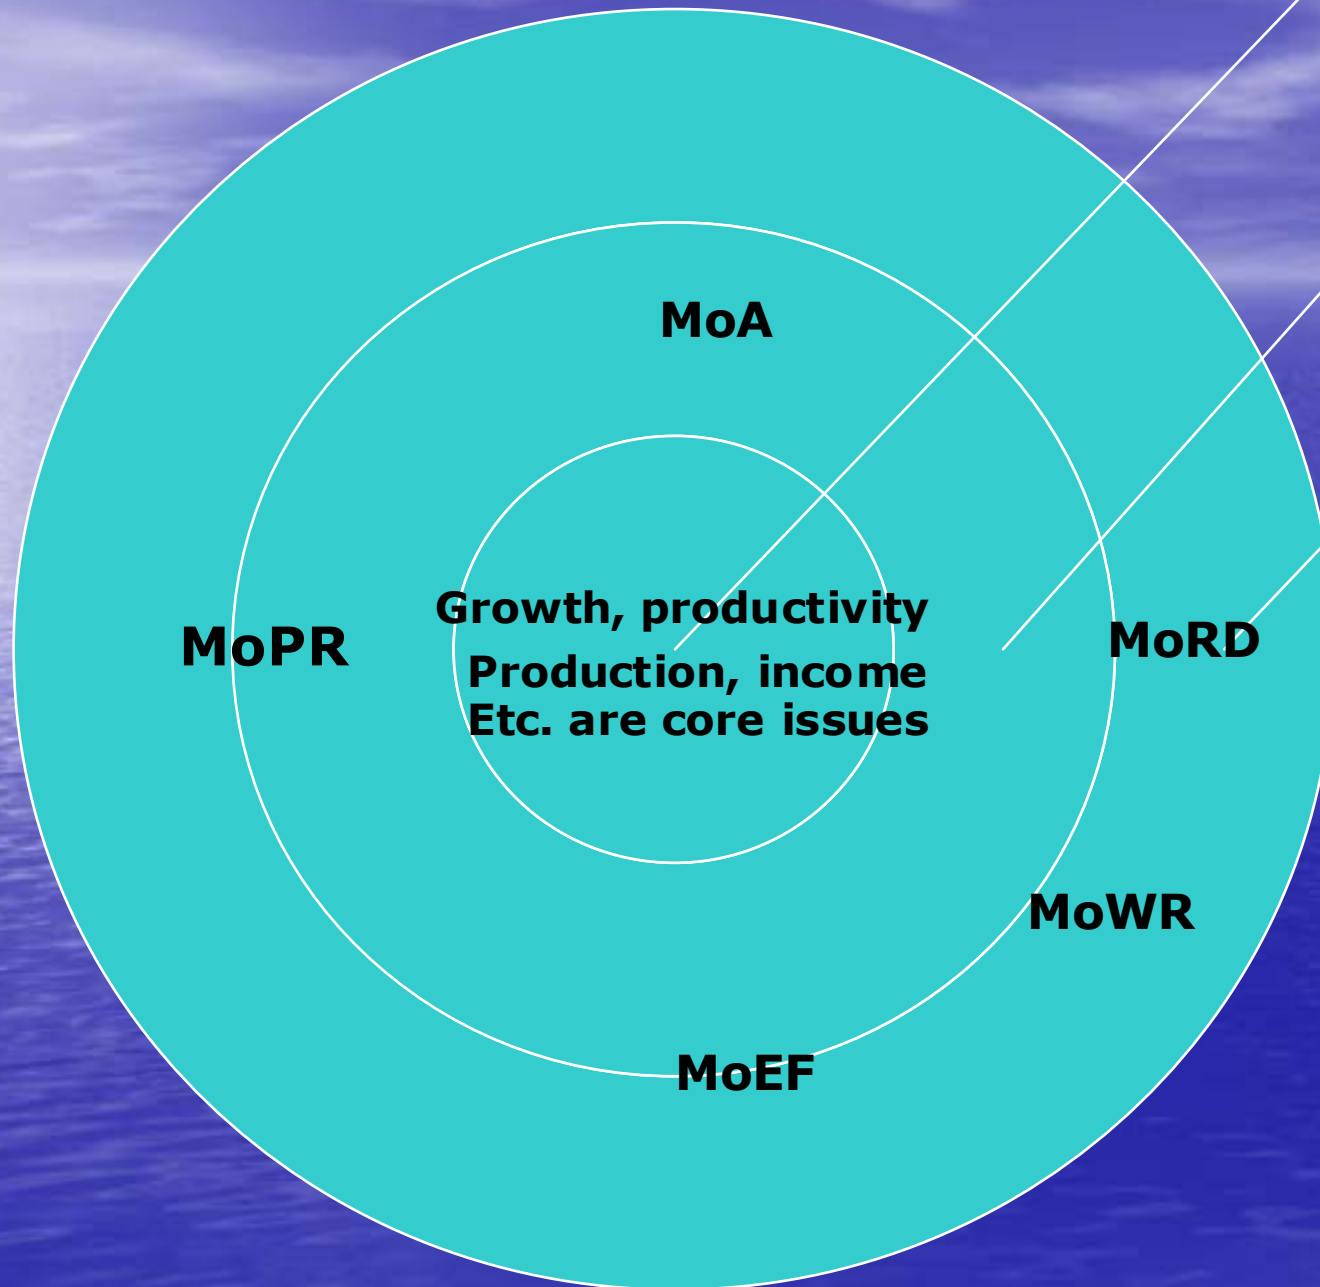 MoA
Growth, productivity
MoPR
MoRD
Production, income
Etc. are core issues
MoWR
MoEF